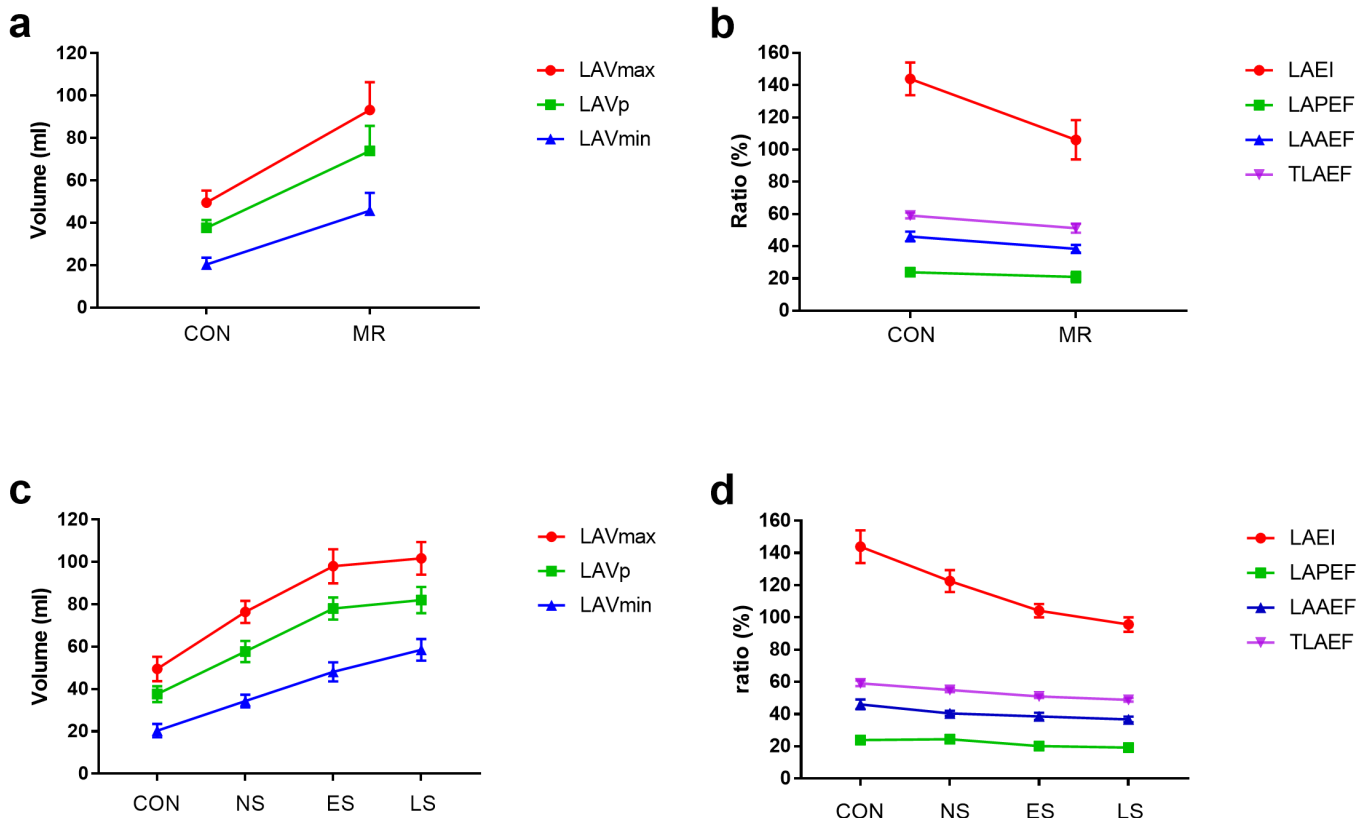 a
Volume (ml)
120
100
80
60
40
20
0
CON MR
LAVmax
LAVp
LAVmin
b
Ratio (%)
160
140
120
100
80
60
40
20
0
CON MR
LAEI
LAPEF
LAAEF
TLAEF
c
Volume (ml)
120
100
80
60
40
20
0
CON NS ES LS
LAVmax
LAVp
LAVmin
d
ratio (%)
160
140
120
100
80
60
40
20
0
CON NS ES LS
LAEI
LAPEF
LAAEF
TLAEF